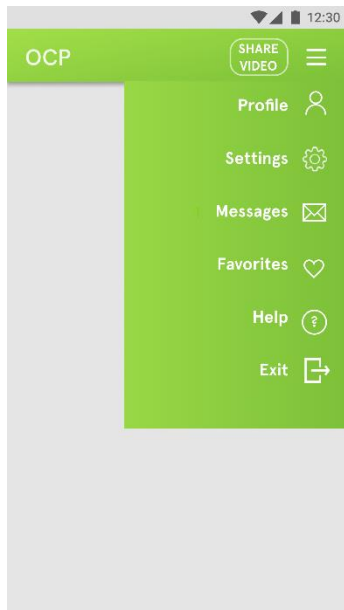 12:30
OCP
SHARE
VIDEO
Profile
Settings
Messages
Favorites
Help
?
Exit